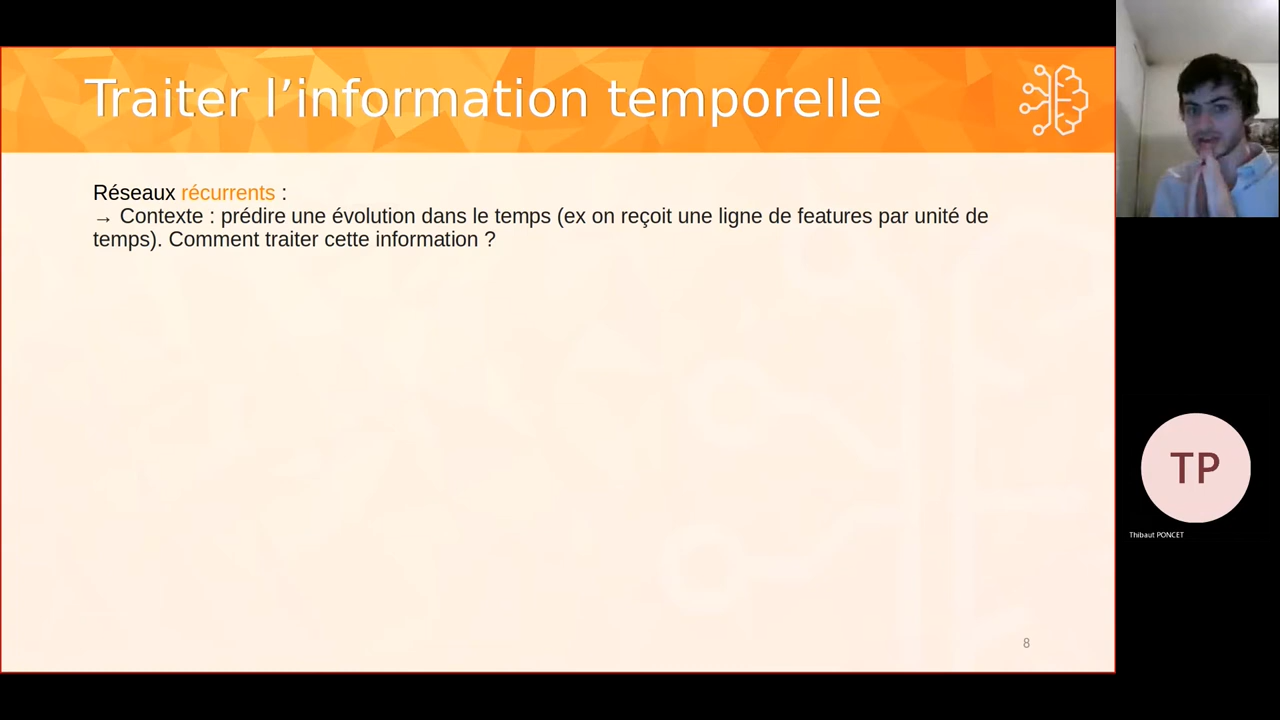 Traiter l’information temporelle
Réseaux récurrents :
→ Contexte : prédire une évolution dans le temps (ex on reçoit une ligne de features par unité de
temps). Comment traiter cette information ?
TP
Thibaut PONCET
8